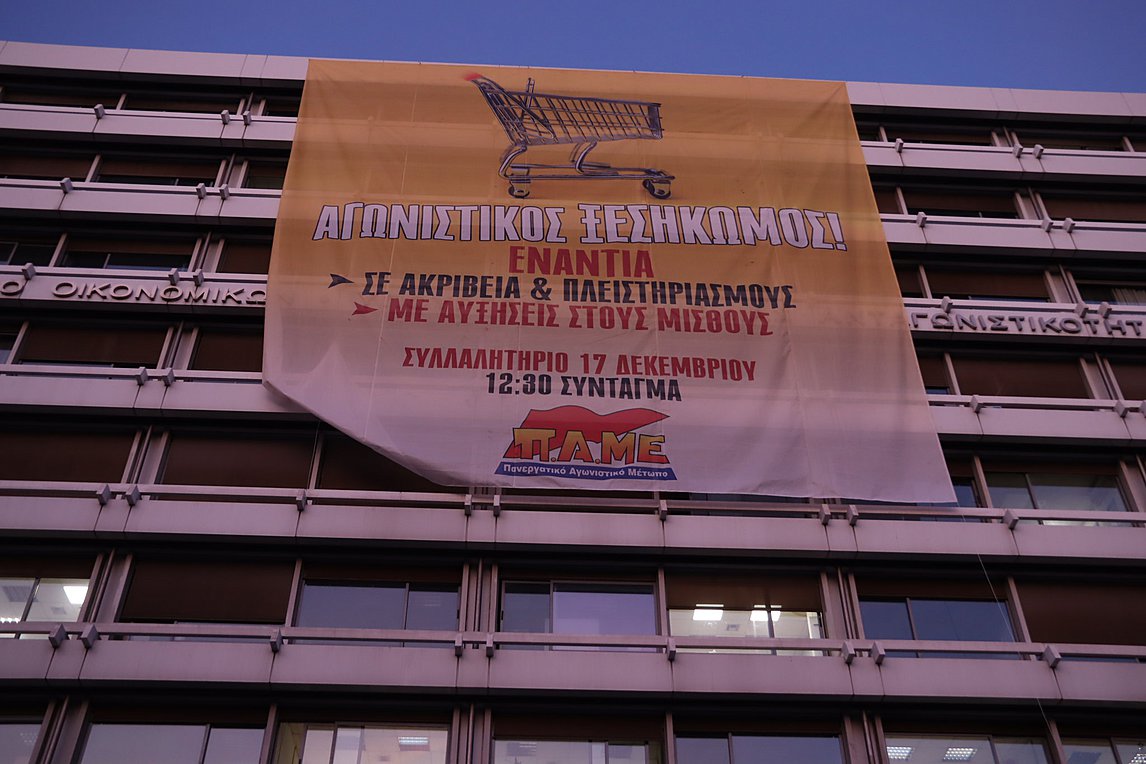 ΑΓΩΝΙΣΤΙΚΟΣ ΞΕΣΗΚΩΜΟΣ!
ΕΝΑΝΤΙΑ
ΣΕ ΑΚΡΙΒΕΙΑ & ΠΛΕΙΣΤΗΡΙΑΣΜΟΥΣ
ΟΙΚΟΝΟΜΙΚΩ
ΓΩΝΙΣΤΙΚΟΤΗΤ
ΜΕ ΑΥΞΗΣΕΙΣ ΣΤΟΥΣ ΜΙΣΘΟΥΣ
ΣΥΛΛΑΛΗΤΗΡΙΟ 17 ΔΕΚΕΜΒΡΙΟΥ
12:30 ΣΥΝΤΑΓΜΑ
Π.Α.ΜΕ
Πανεργατικό Αγωνιστικό Μέτωπο